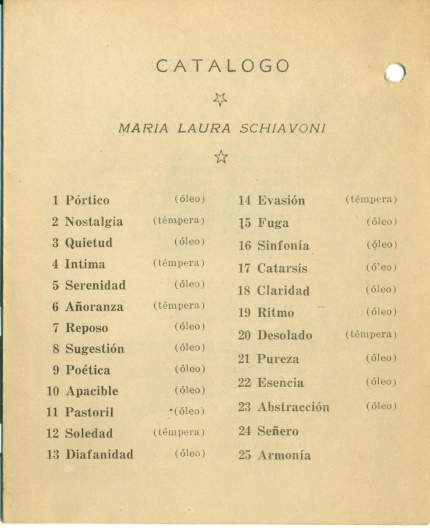 CATALOGO
MARIA LAURA SCHIAVONI
1 Pórtico (óleo)
2 Nostalgia (témpera)
3 Quietud (óleo)
4 Intima (témpera)
5 Serenidad (óleo)
6 Añoranza (témpera)
7 Reposo (óleo)
8 Sugestión (óleo)
9 Poética (óleo)
10 Apacible (óleo)
11 Pastoril (óleo)
12 Soledad (témpera)
13 Diafanidad (óleo)
14 Evasión (témpera)
15 Fuga (óleo)
16 Sinfonía (óleo)
17 Catarsis (óleo)
18 Claridad (óleo)
19 Ritmo (óleo)
20 Desolado (témpera)
21 Pureza (óleo)
22 Esencia (óleo)
23 Abstracción (óleo)
24 Señero
25 Armonía